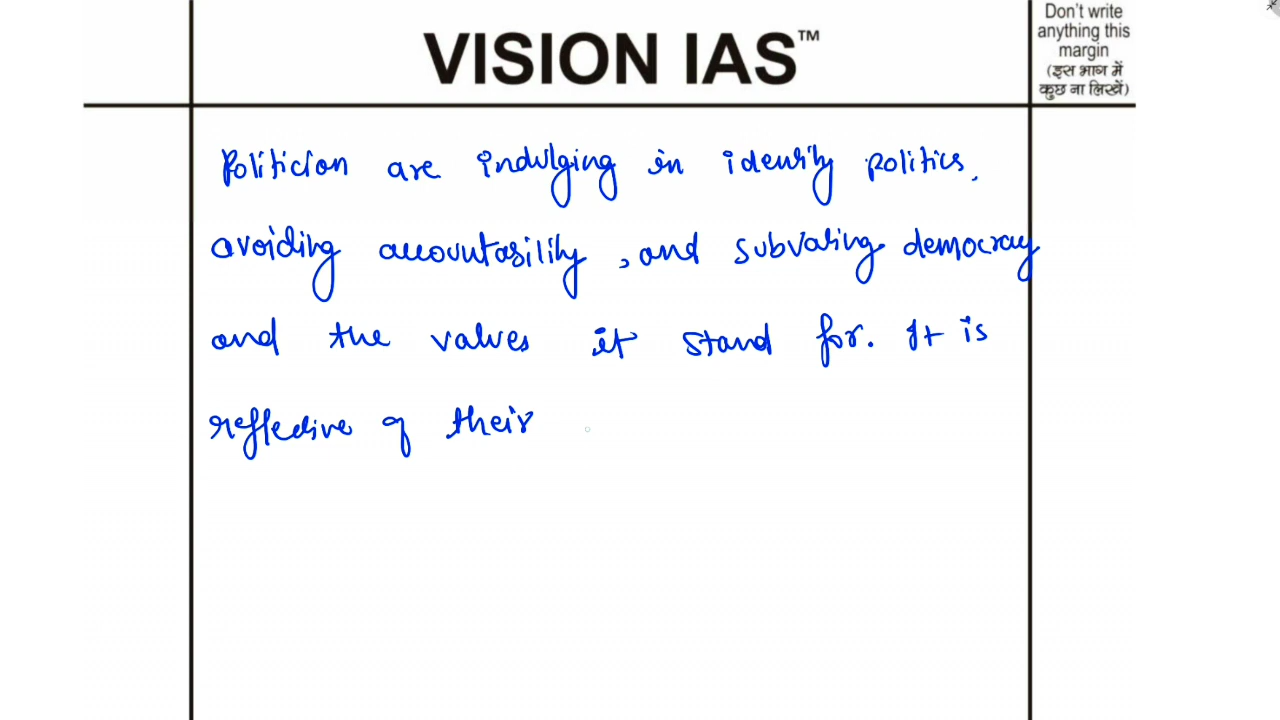 VISION IAS™
Don't write
anything this
margin
(इस भाग में
कुछ ना लिखें)
Politicion are indulging in identity politics,
avoiding accountability, and subvating democracy
and the values it stand for. It is
reflective of their